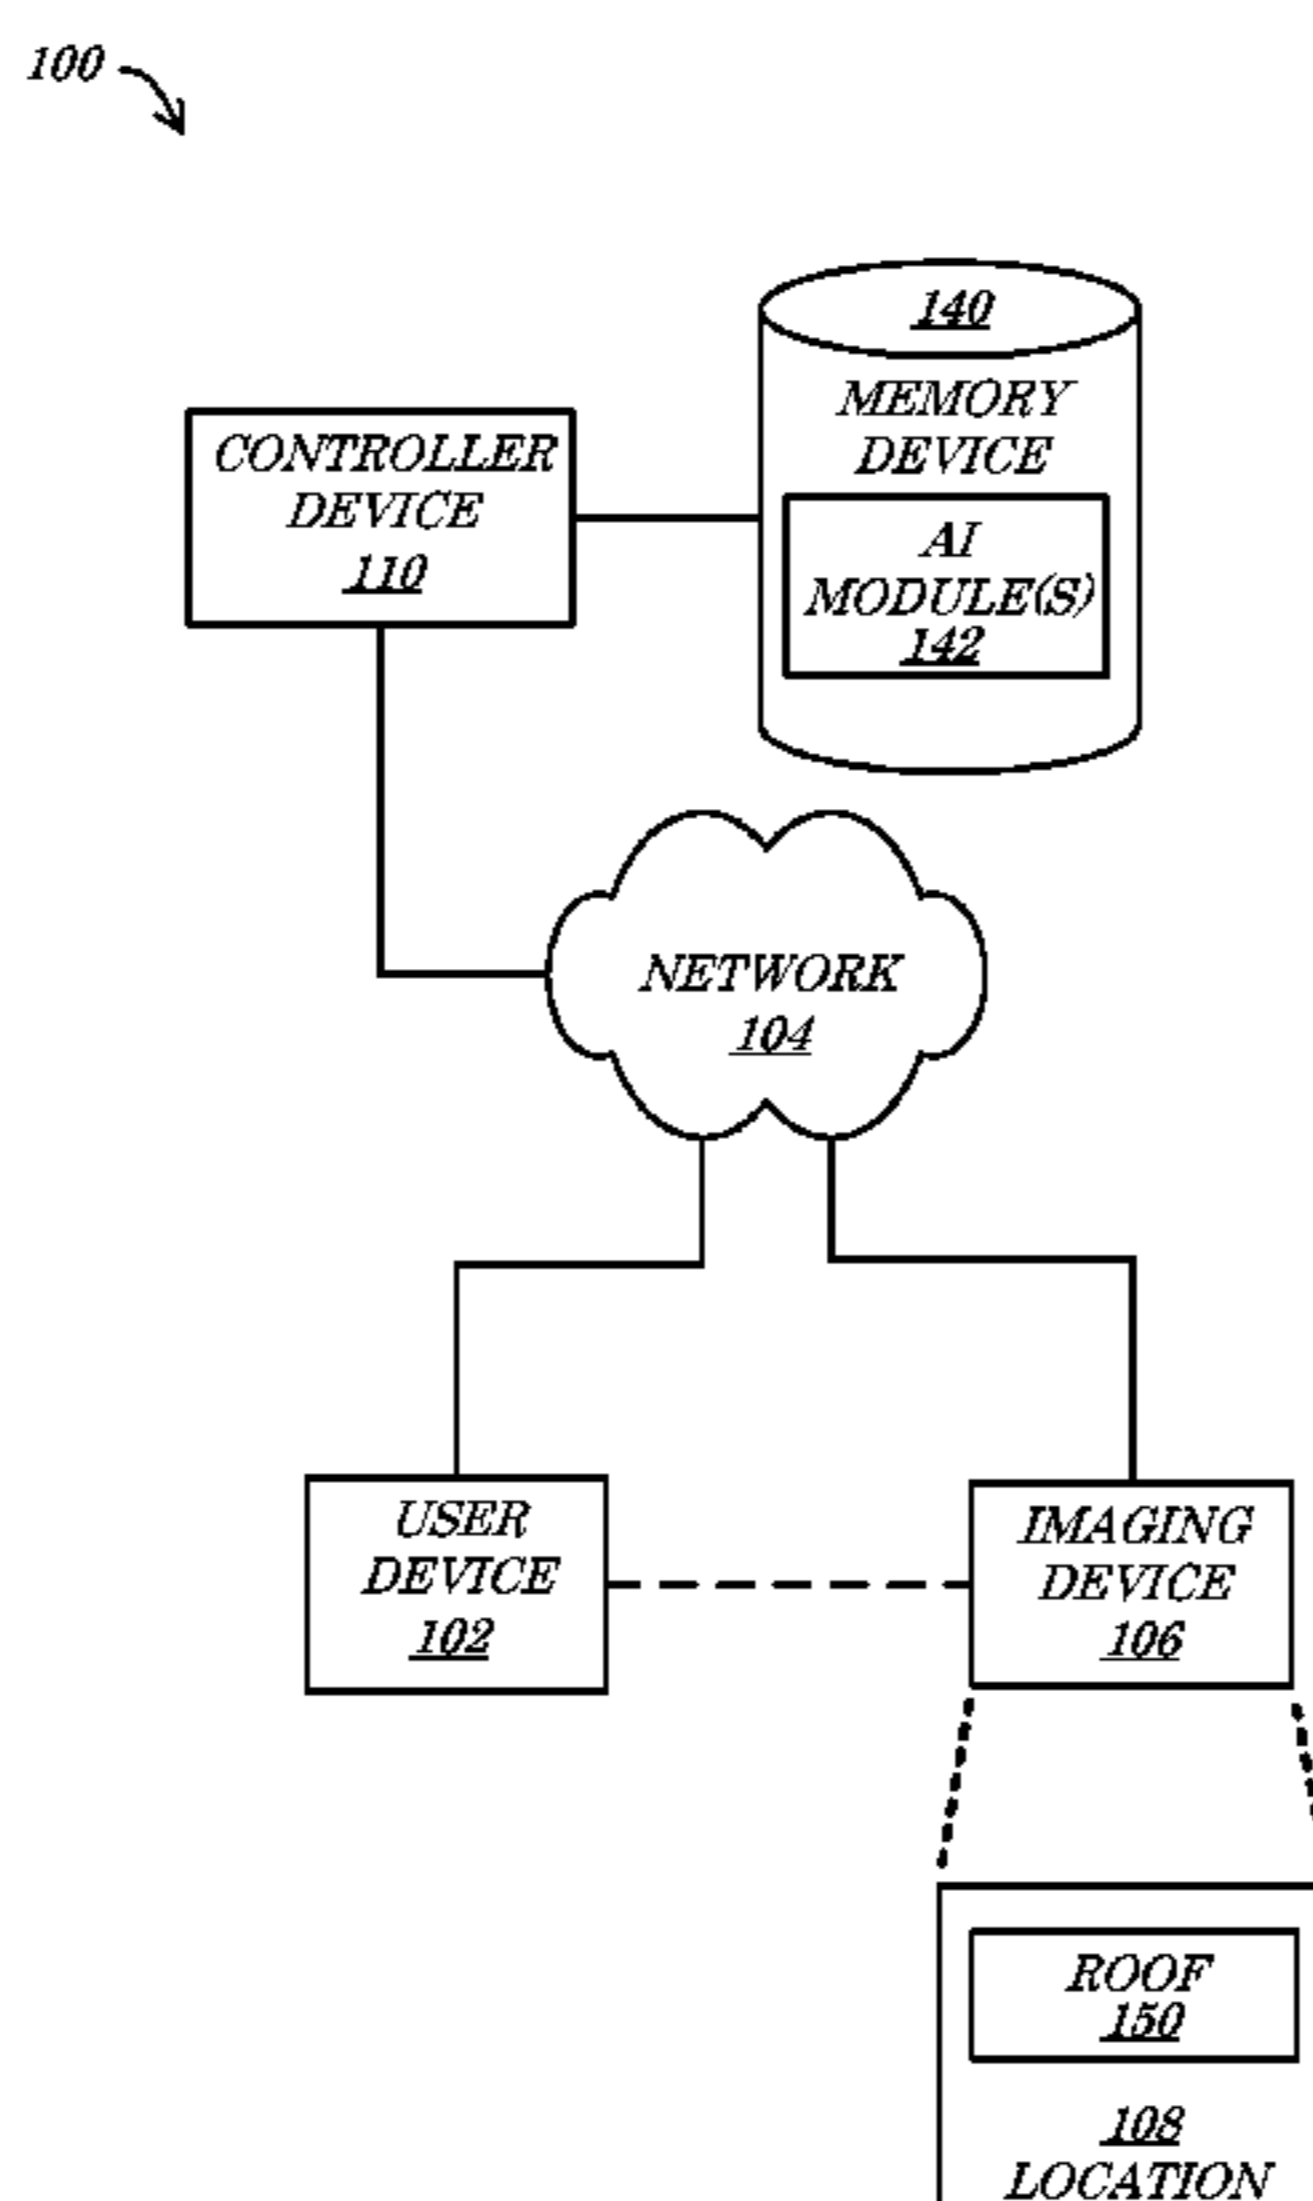 100
140
MEMORY
DEVICE
AI
MODULE(S)
142
CONTROLLER
DEVICE
110
NETWORK
104
USER
DEVICE
102
IMAGING
DEVICE
106
ROOF
150
108
LOCATION